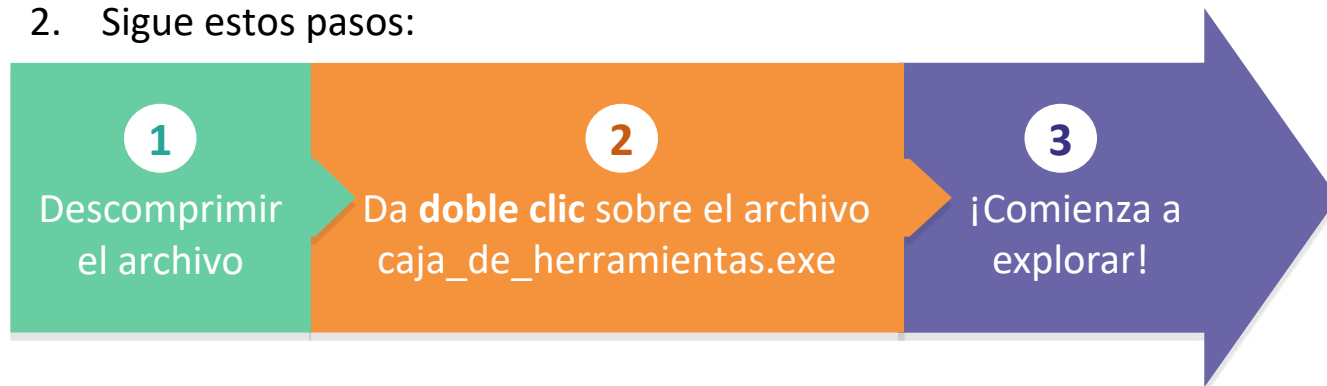 2. Sigue estos pasos:
1
Descomprimir
el archivo
2
Da doble clic sobre el archivo
caja_de_herramientas.exe
3
¡Comienza a
explorar!